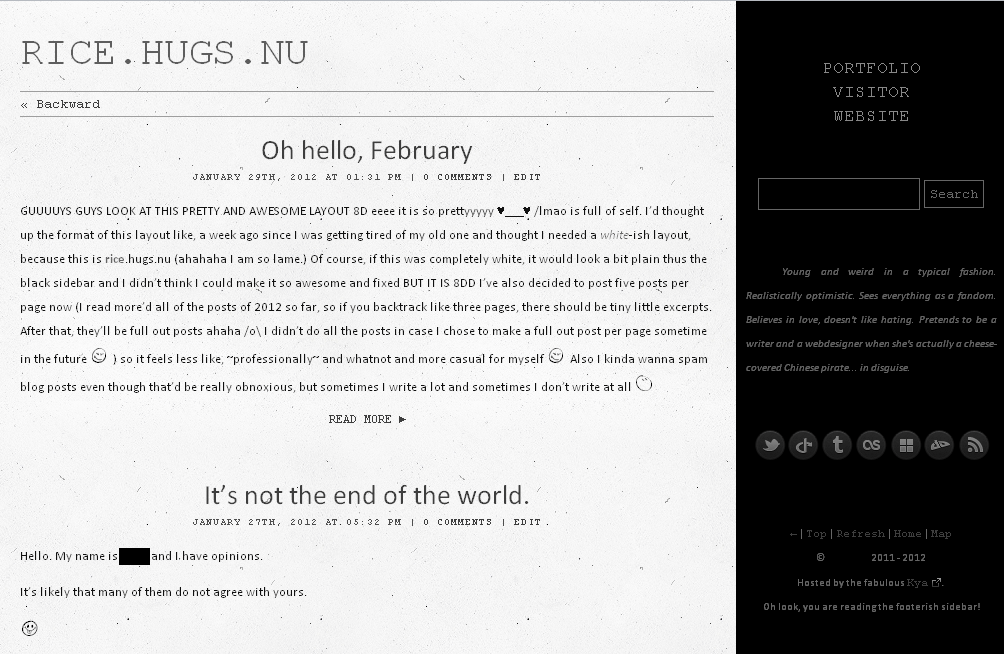 RICE.HUGS.NU
« Backward
Oh hello, February
JANUARY 29TH, 2012 AT 01:31 PM | 0 COMMENTS | EDIT
GUUUUYS GUYS LOOK AT THIS PRETTY AND AWESOME LAYOUT 8D eeee it is so prettyyyyy ♥___♥ /lmao is full of self. I'd thought
up the format of this layout like, a week ago since I was getting tired of my old one and thought I needed a white-ish layout,
because this is rice.hugs.nu (ahahaha I am so lame.) Of course, if this was completely white, it would look a bit plain thus the
black sidebar and I didn't think I could make it so awesome and fixed BUT IT IS 8DD I've also decided to post five posts per
page now (I read more'd all of the posts of 2012 so far, so if you backtrack like three pages, there should be tiny little excerpts.
After that, they'll be full out posts ahaha /o\ I didn't do all the posts in case I chose to make a full out post per page sometime
in the future ) so it feels less like, ~professionally~ and whatnot and more casual for myself Also I kinda wanna spam
blog posts even though that'd be really obnoxious, but sometimes I write a lot and sometimes I don't write at all
READ MORE ►
It's not the end of the world.
JANUARY 27TH, 2012 AT 05:32 PM | 0 COMMENTS | EDIT
Hello. My name is and I have opinions.
It's likely that many of them do not agree with yours.
PORTFOLIO
VISITOR
WEBSITE
Search
Young and weird in a typical fashion.
Realistically optimistic. Sees everything as a fandom.
Believes in love, doesn't like hating. Pretends to be a
writer and a webdesigner when she's actually a cheese-
covered Chinese pirate... in disguise.
←| Top | Refresh | Home | Map
© 2011-2012
Hosted by the fabulous Kya .
Oh look, you are reading the footerish sidebar!